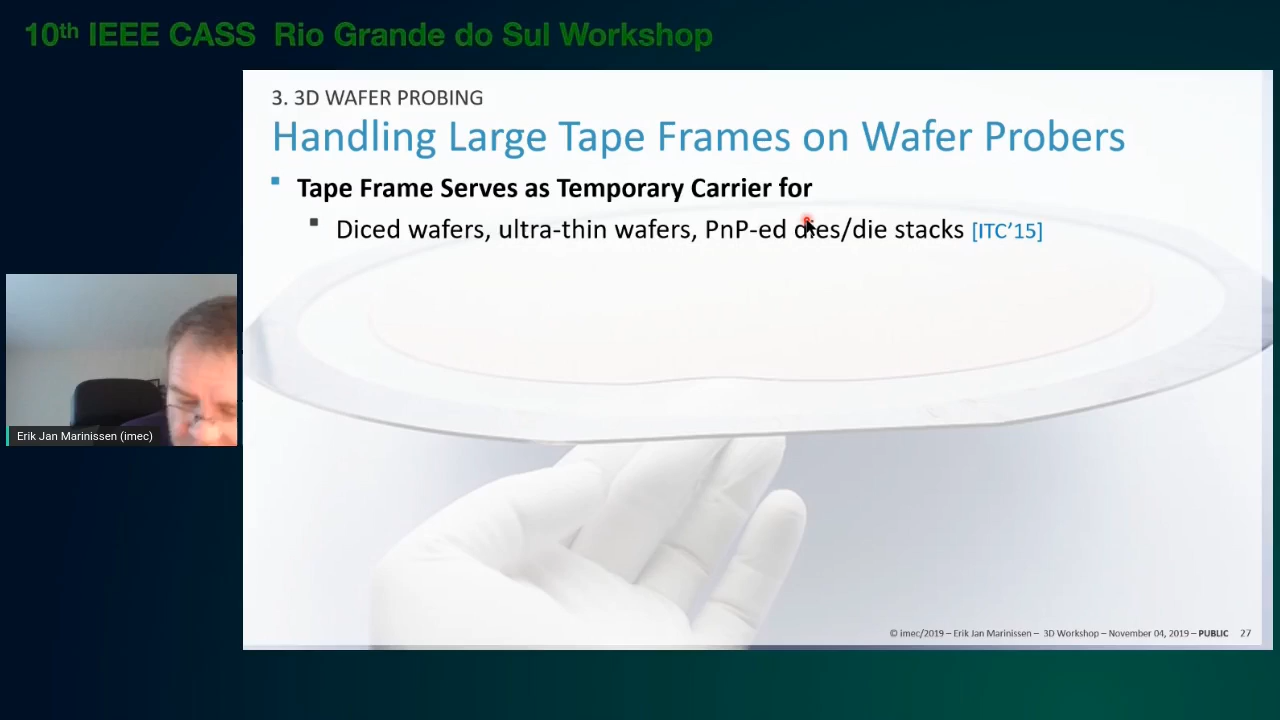 10th IEEE CASS Rio Grande do Sul Workshop
3. 3D WAFER PROBING
Handling Large Tape Frames on Wafer Probers
Tape Frame Serves as Temporary Carrier for
Diced wafers, ultra-thin wafers, PnP-ed dies/die stacks [ITC'15]
Erik Jan Marinissen (imec)
© imec/2019 – Erik Jan Marinissen – 3D Workshop – November 04, 2019 – PUBLIC 27